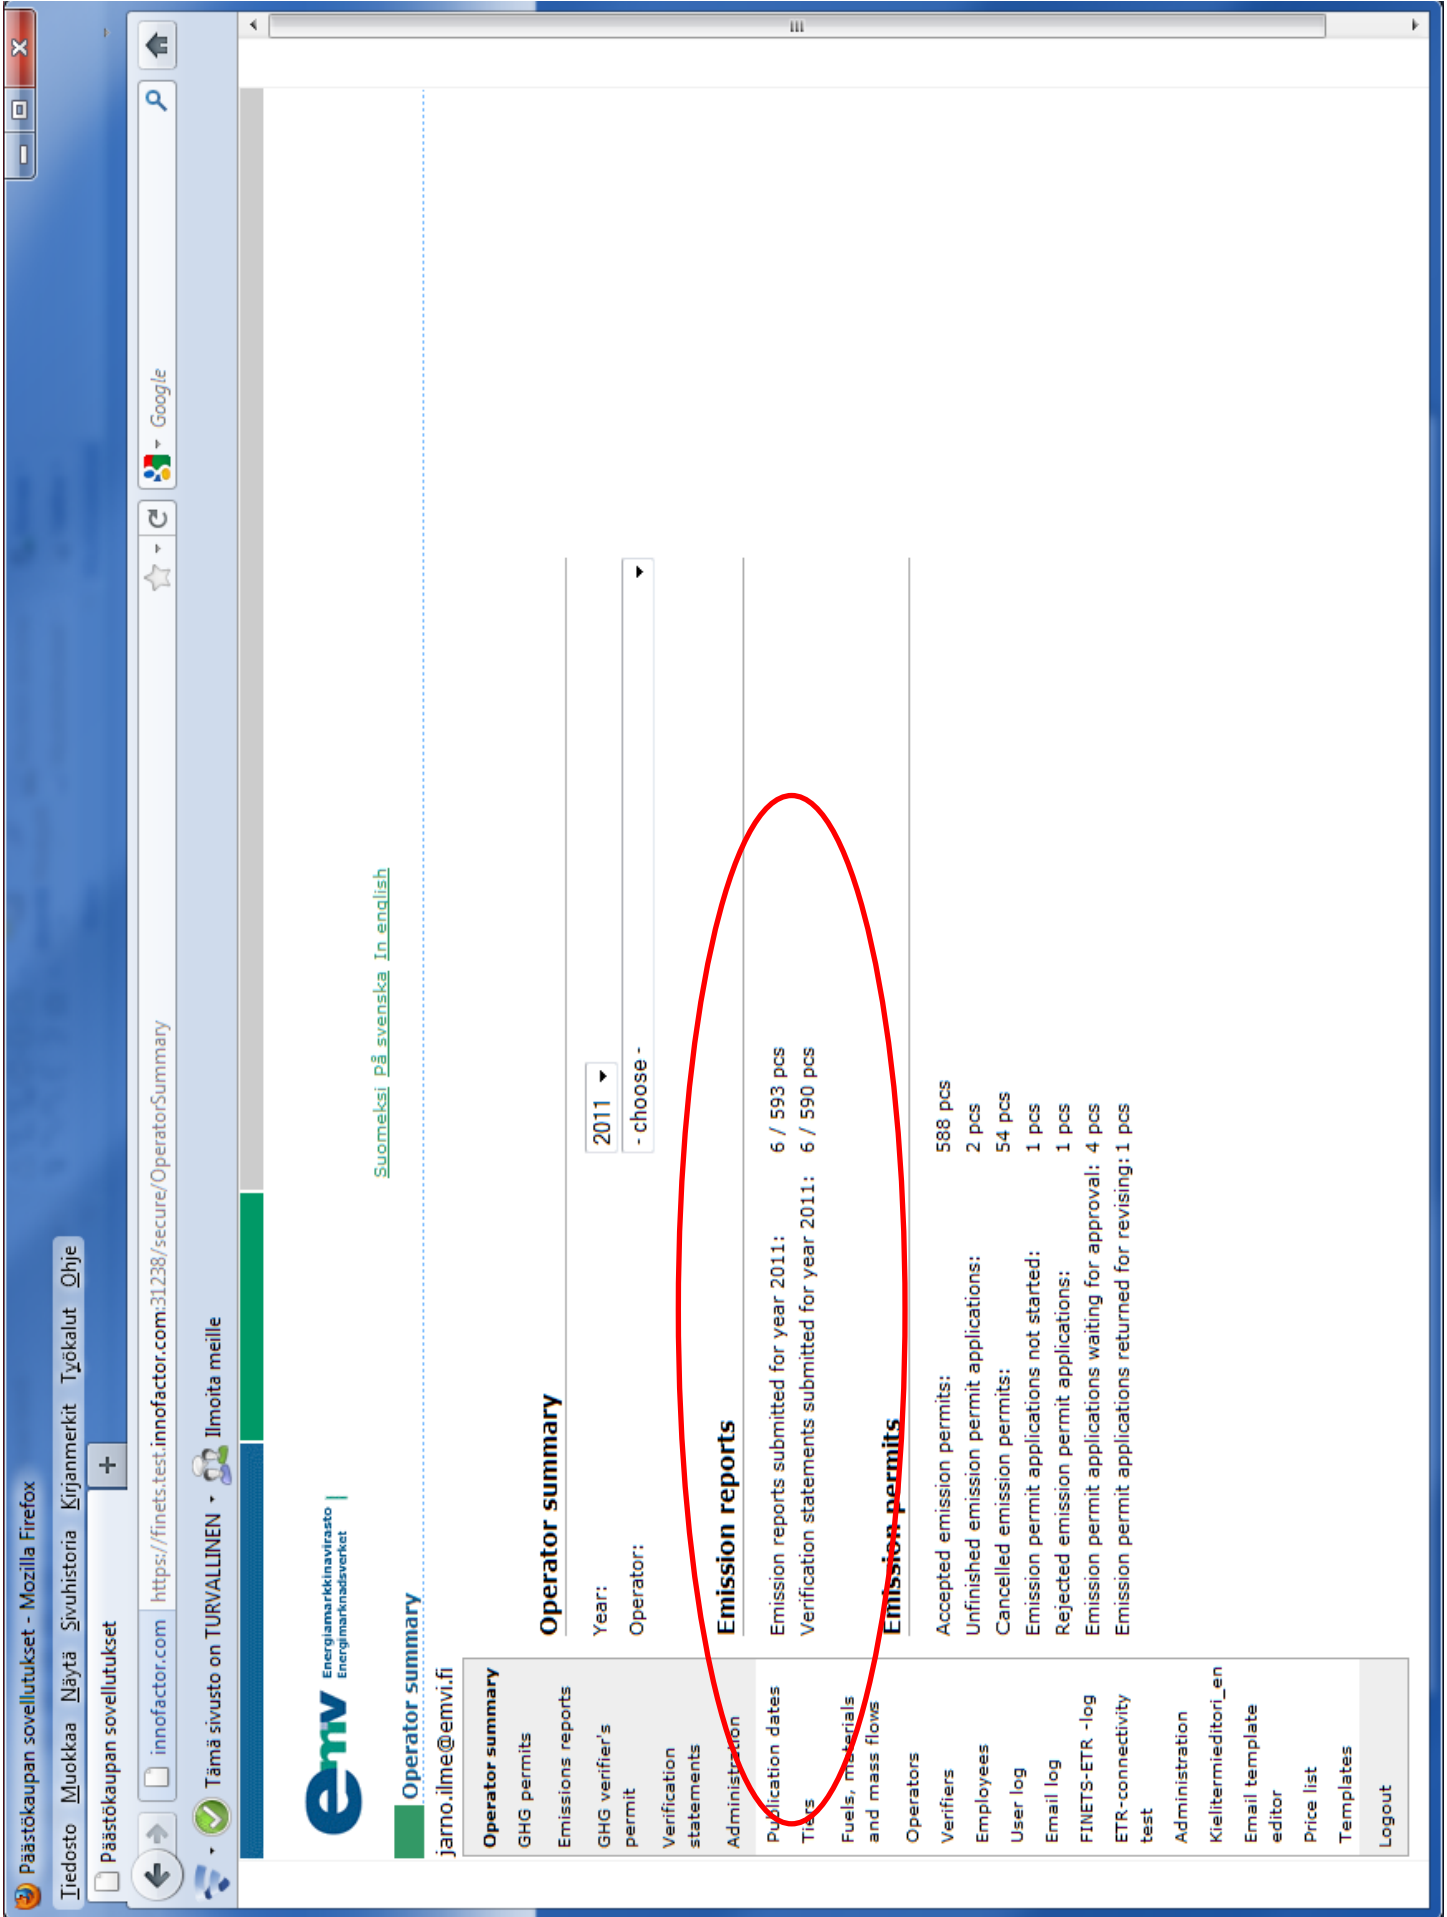 Päästökaupan sovellutukset - Mozilla Firefox
Tiedosto Muokkaa Näytä Sivuhistoria Kirjanmerkit Työkalut Ohje
Päästökaupan sovellutukset
innofactor.com https://finets.test.innofactor.com:31238/secure/OperatorSummary
Google
Tämä sivusto on TURVALLINEN Ilmoita meille
emv Energiamarkkinavirasto
Energimarknadsverket
Suomeksi På svenska In english
Operator summary
jarno.ilme@emvi.fi
Operator summary
GHG permits
Emissions reports
GHG verifier's
permit
Verification
statements
Administration
Publication dates
Tiers
Fuels, materials
and mass flows
Operators
Verifiers
Employees
User log
Email log
FINETS-ETR -log
ETR-connectivity
test
Administration
Kielitermieditori_en
Email template
editor
Price list
Templates
Logout
Operator summary
Year: 2011
Operator: - choose -
Emission reports
Emission reports submitted for year 2011: 6 / 593 pcs
Verification statements submitted for year 2011: 6 / 590 pcs
Emission permits
Accepted emission permits: 588 pcs
Unfinished emission permit applications: 2 pcs
Cancelled emission permits: 54 pcs
Emission permit applications not started: 1 pcs
Rejected emission permit applications: 1 pcs
Emission permit applications waiting for approval: 4 pcs
Emission permit applications returned for revising: 1 pcs